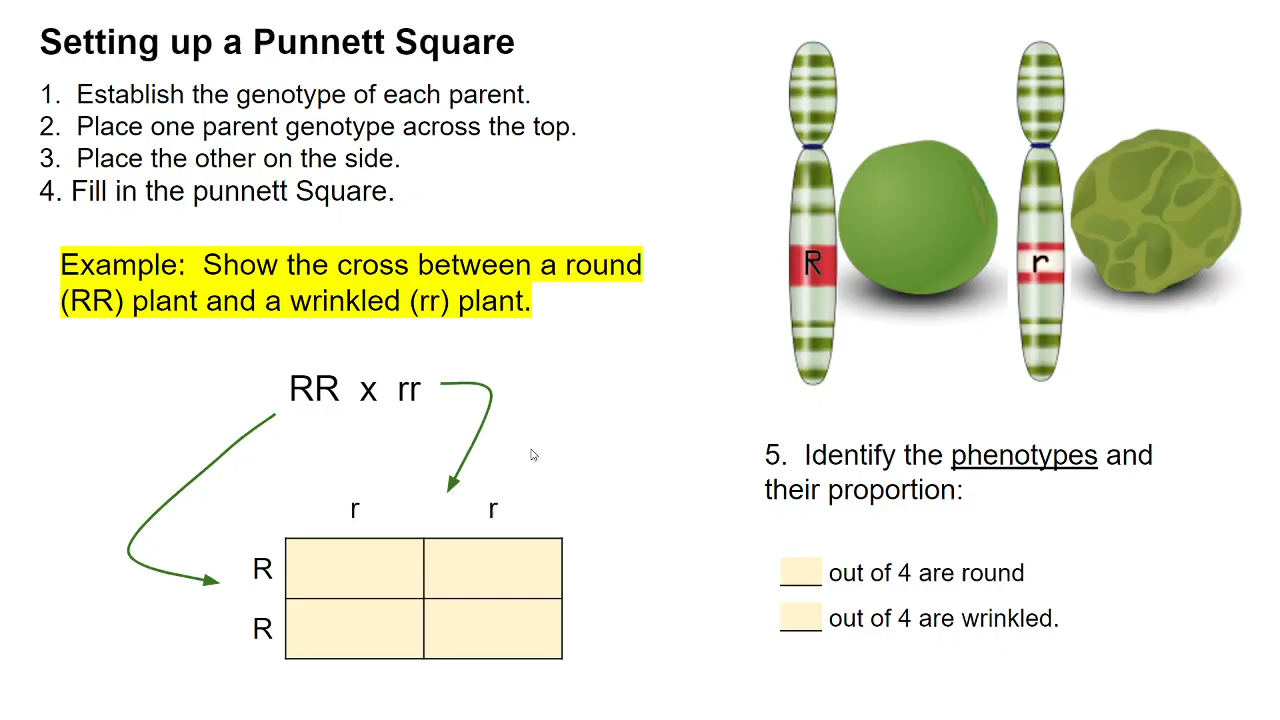 Setting up a Punnett Square
1. Establish the genotype of each parent.
2. Place one parent genotype across the top.
3. Place the other on the side.
4. Fill in the punnett Square.
Example: Show the cross between a round
(RR) plant and a wrinkled (rr) plant.
R
r
RR x rr
r r
R
R
5. Identify the phenotypes and
their proportion:
___ out of 4 are round
___ out of 4 are wrinkled.